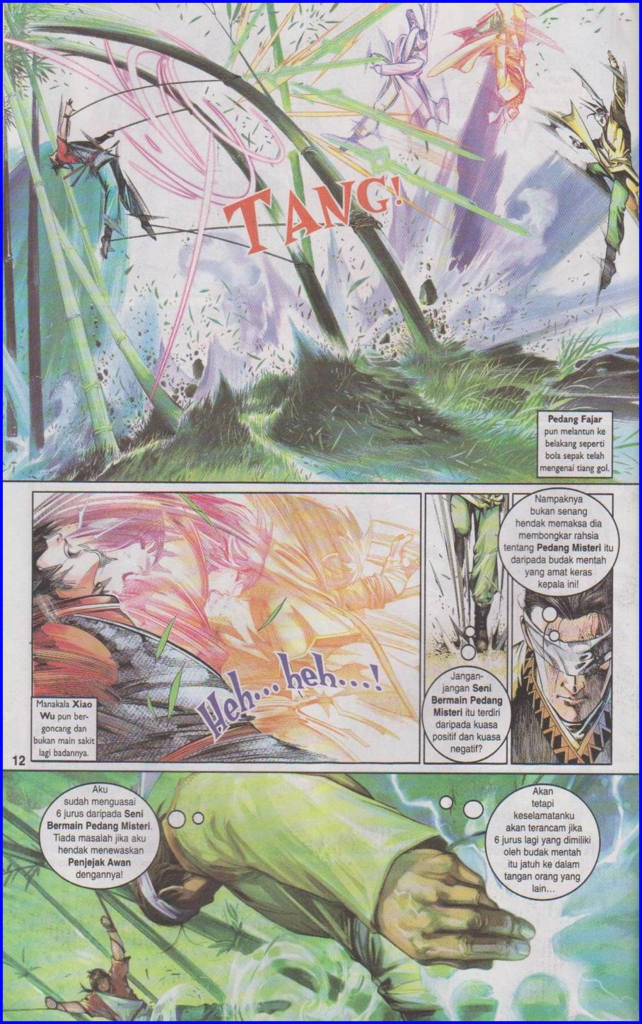 TANG!
Pedang Fajar
pun melantun ke
belakang seperti
bola sepak telah
mengenai tiang gol.
Heh... heh...!
Manakala Xiao
Wu pun ber-
goncang dan
bukan main sakit
lagi badannya.
Jangan-
jangan Seni
Bermain Pedang
Misteri itu terdiri
daripada kuasa
positif dan kuasa
negatif?
Nampaknya
bukan senang
hendak memaksa dia
membongkar rahsia
tentang Pedang Misteri itu
daripada budak mentah
yang amat keras
kepala ini!
12
Aku
sudah menguasai
6 jurus daripada Seni
Bermain Pedang Misteri.
Tiada masalah jika aku
hendak menewaskan
Penjejak Awan
dengannya!
Akan
tetapi
keselamatanku
akan terancam jika
6 jurus lagi yang dimiliki
oleh budak mentah
itu jatuh ke dalam
tangan orang yang
lain...